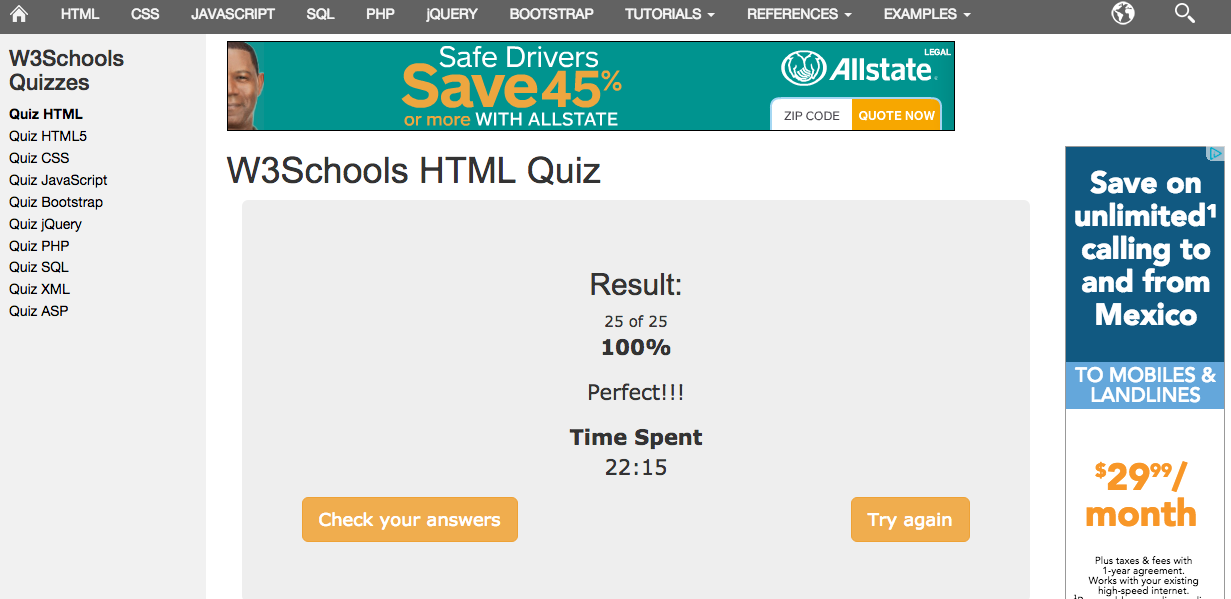 HTML CSS JAVASCRIPT SQL PHP jQUERY BOOTSTRAP TUTORIALS REFERENCES EXAMPLES
W3Schools
Quizzes
Quiz HTML
Quiz HTML5
Quiz CSS
Quiz JavaScript
Quiz Bootstrap
Quiz jQuery
Quiz PHP
Quiz SQL
Quiz XML
Quiz ASP
Safe Drivers
Save 45%
or more WITH ALLSTATE
LEGAL
Allstate
ZIP CODE
QUOTE NOW
W3Schools HTML Quiz
Result:
25 of 25
100%
Perfect!!!
Time Spent
22:15
Check your answers
Try again
Save on
unlimited¹
calling to
and from
Mexico
TO MOBILES &
LANDLINES
$29⁹⁹/
month
Plus taxes & fees with
1-year agreement.
Works with your existing
high-speed internet.